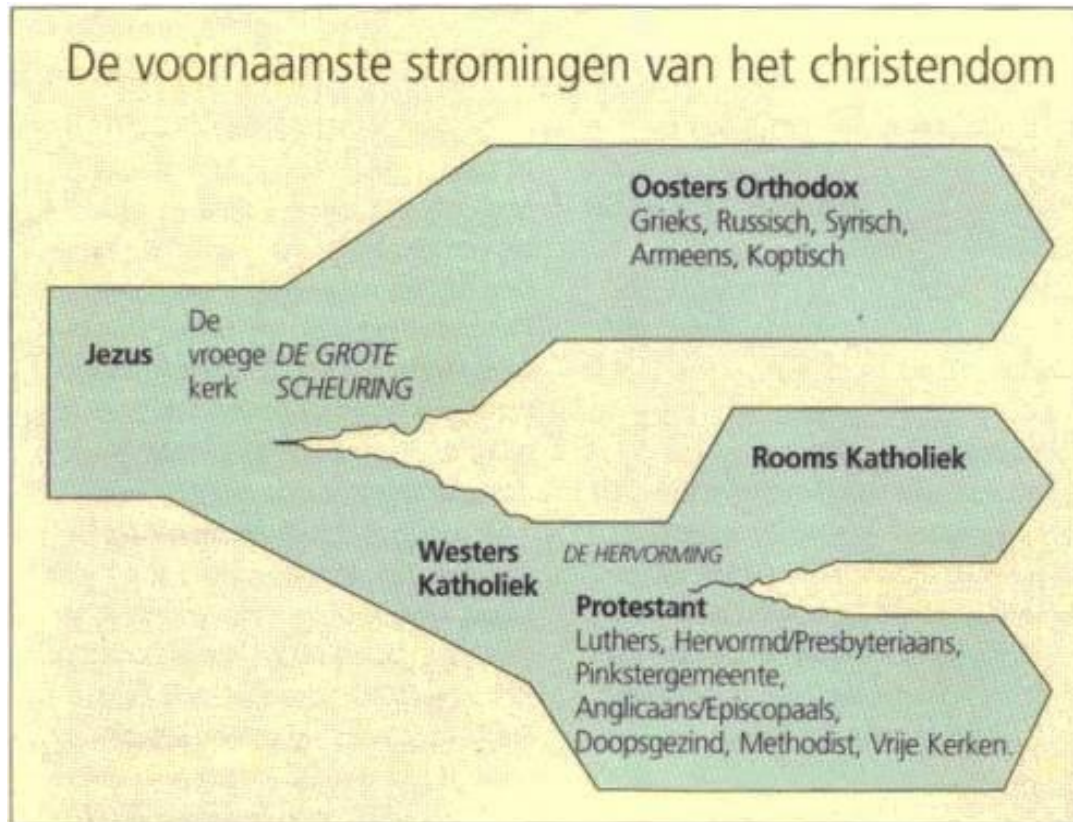 De voornaamste stromingen van het christendom
Oosters Orthodox
Grieks, Russisch, Syrisch,
Armeens, Koptisch
Jezus
De
vroege
kerk
DE GROTE
SCHEURING
Rooms Katholiek
Westers
Katholiek
DE HERVORMING
Protestant
Luthers, Hervormd/Presbyteriaans,
Pinkstergemeente,
Anglicaans/Episcopaals,
Doopsgezind, Methodist, Vrije Kerken.